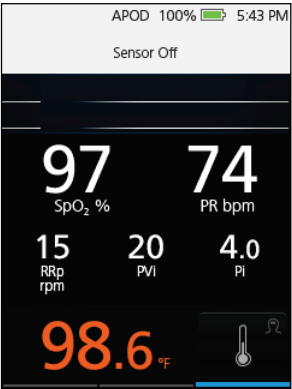 APOD 100% 5:43 PM
Sensor Off
97 74
SpO₂ % PR bpm
15 20 4.0
RRp PVi Pi
rpm
98.6 °F